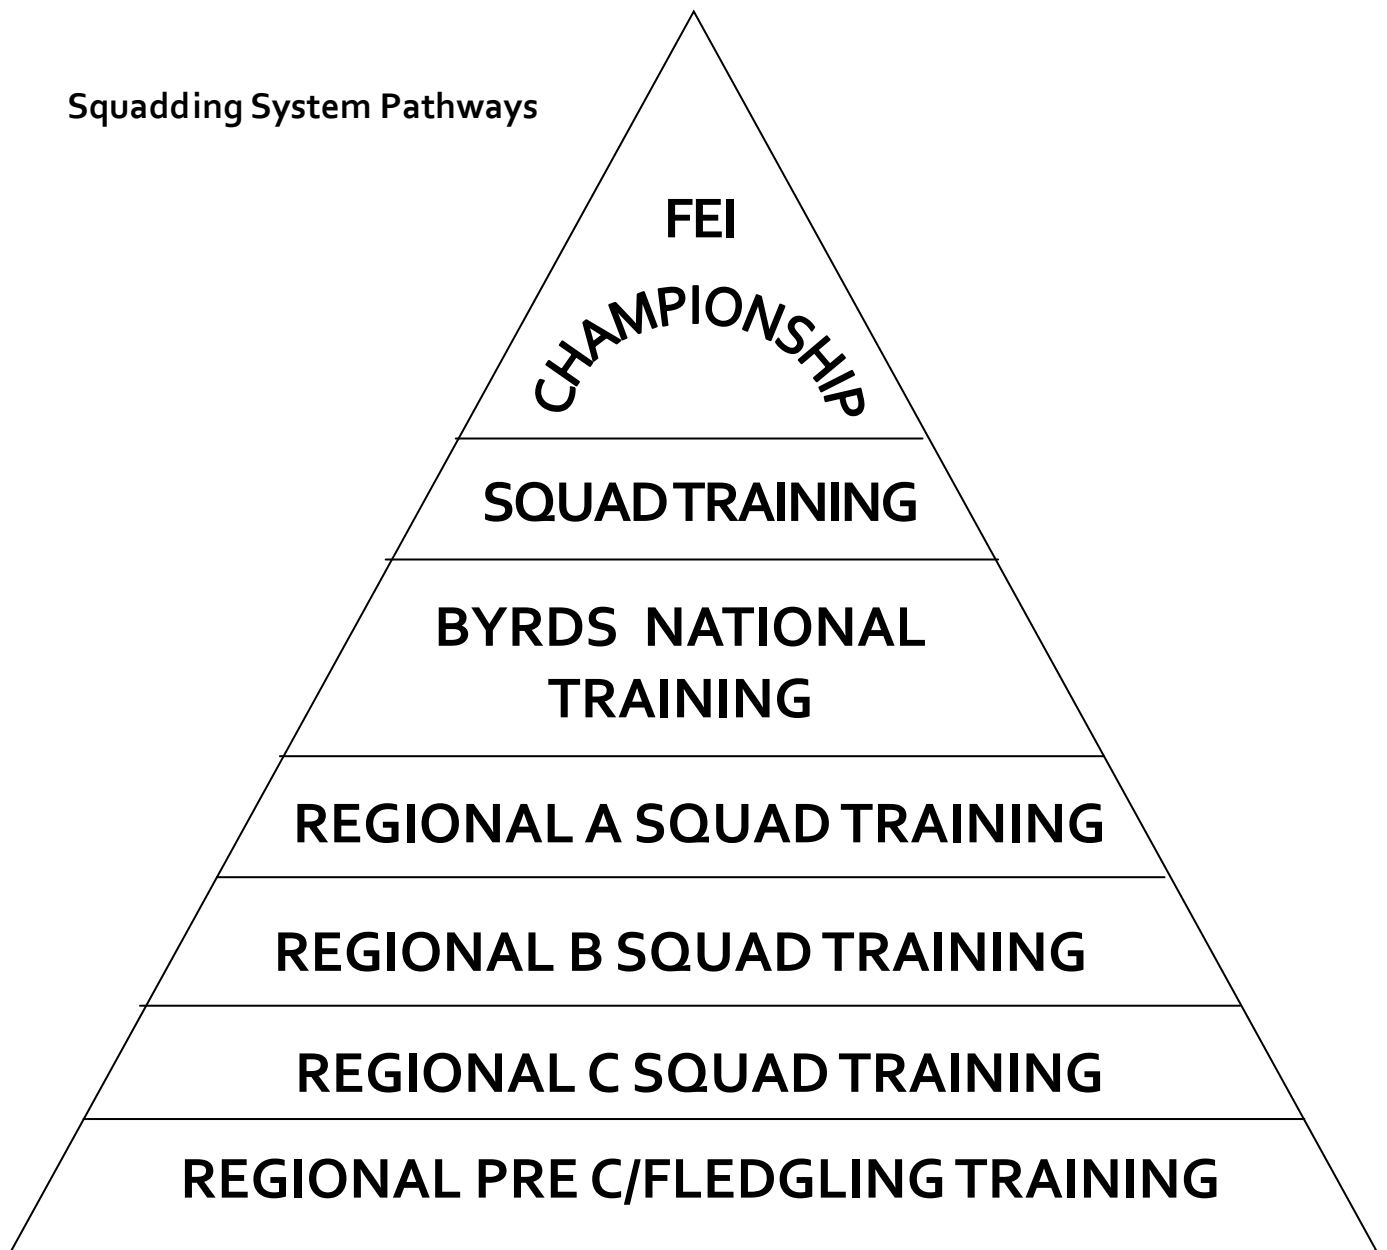 Squadding System Pathways
FEI
CHAMPIONSHIP
SQUAD TRAINING
BYRDS NATIONAL
TRAINING
REGIONAL A SQUAD TRAINING
REGIONAL B SQUAD TRAINING
REGIONAL C SQUAD TRAINING
REGIONAL PRE C/FLEDGLING TRAINING